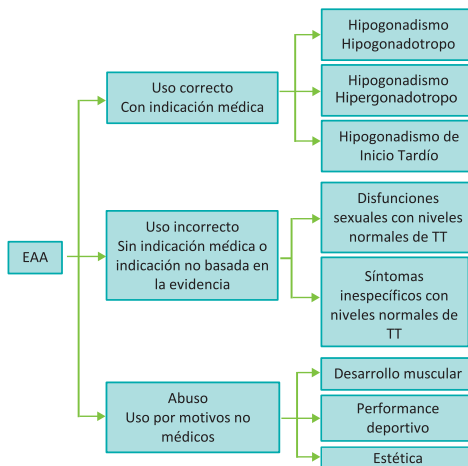 EAA
Uso correcto
Con indicación médica
Hipogonadismo
Hipogonadotropo
Hipogonadismo
Hipergonadotropo
Hipogonadismo de
Inicio Tardío
Uso incorrecto
Sin indicación médica o
indicación no basada en
la evidencia
Disfunciones
sexuales con niveles
normales de TT
Síntomas
inespecíficos con
niveles normales de
TT
Abuso
Uso por motivos no
médicos
Desarrollo muscular
Performance
deportivo
Estética